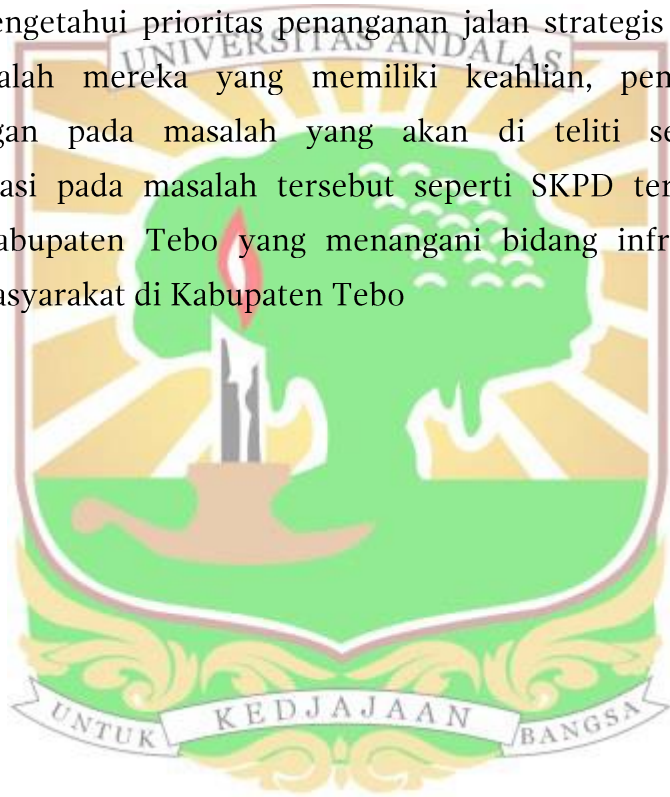 engetahui prioritas penanganan jalan strategis
UNIVERSITAS ANDALAS
alah mereka yang memiliki keahlian, pen
gan pada masalah yang akan di teliti se
asi pada masalah tersebut seperti SKPD ter
abupaten Tebo yang menangani bidang infr
asyarakat di Kabupaten Tebo
UNTUK KEDJAJAAN BANGSA